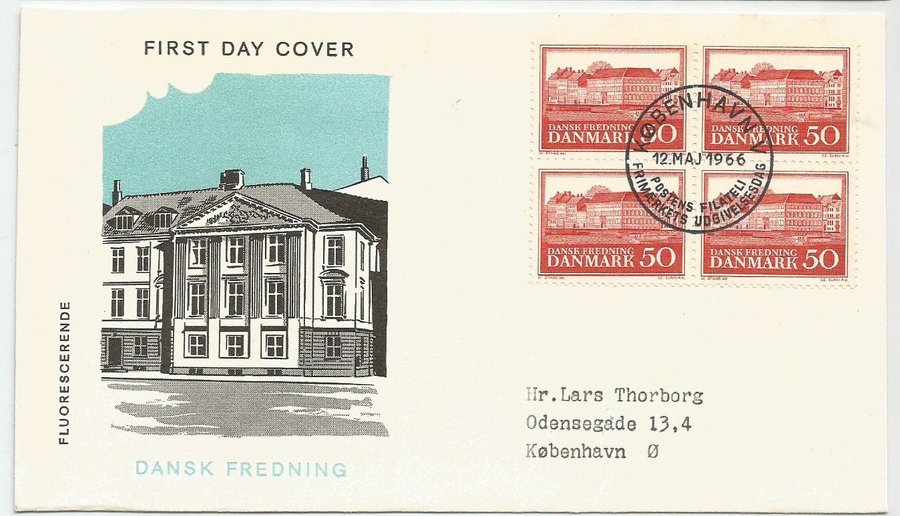 FIRST DAY COVER
FLUORESCERENDE
DANSK FREDNING
DANSK FREDNING
DANMARK 50
DANSK FREDNING
DANMARK 50
DANSK FREDNING
DANMARK 50
DANSK FREDNING
DANMARK 50
KØBENHAVN V
12.MAJ 1966
POSTENS FILATELI
FRIMÆRKETS UDGIVELSESDAG
Hr.Lars Thorborg
Odensegade 13,4
København Ø